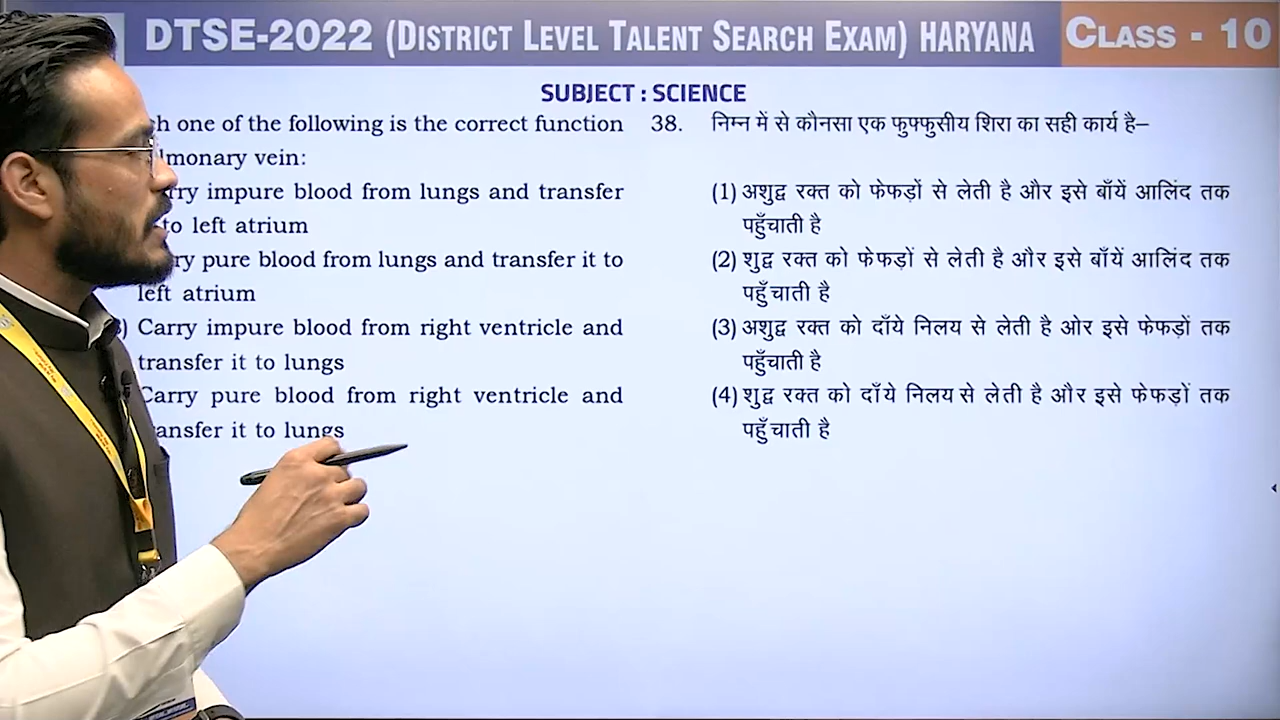 DTSE-2022 (DISTRICT LEVEL TALENT SEARCH EXAM) HARYANA
CLASS - 10
SUBJECT : SCIENCE
one of the following is the correct function
vein:
impure blood from lungs and transfer
to left atrium
pure blood from lungs and transfer it to
left atrium
Carry impure blood from right ventricle and
transfer it to lungs
Carry pure blood from right ventricle and
it to lungs
38. निम्न में से कौनसा एक फुफ्फुसीय शिरा का सही कार्य है–
(1) अशुद्व रक्त को फेफड़ों से लेती है और इसे बाँयें आलिंद तक
पहुँचाती है
(2) शुद्व रक्त को फेफड़ों से लेती है और इसे बाँयें आलिंद तक
पहुँचाती है
(3) अशुद्व रक्त को दाँये निलय से लेती है ओर इसे फेफड़ों तक
पहुँचाती है
(4) शुद्व रक्त को दाँये निलय से लेती है और इसे फेफड़ों तक
पहुँचाती है